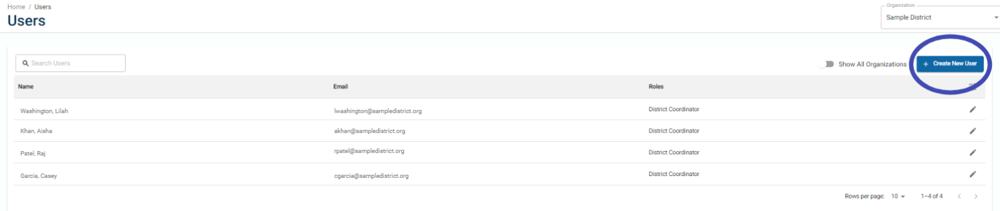 Home / Users
Users
Organization
Sample District
Search Users
Show All Organizations
+ Create New User
Name Email Roles
Washington, Lilah lwashington@sampledistrict.org District Coordinator
Khan, Aisha akhan@sampledistrict.org District Coordinator
Patel, Raj rpatel@sampledistrict.org District Coordinator
Garcia, Casey cgarcia@sampledistrict.org District Coordinator
Rows per page: 10 1–4 of 4